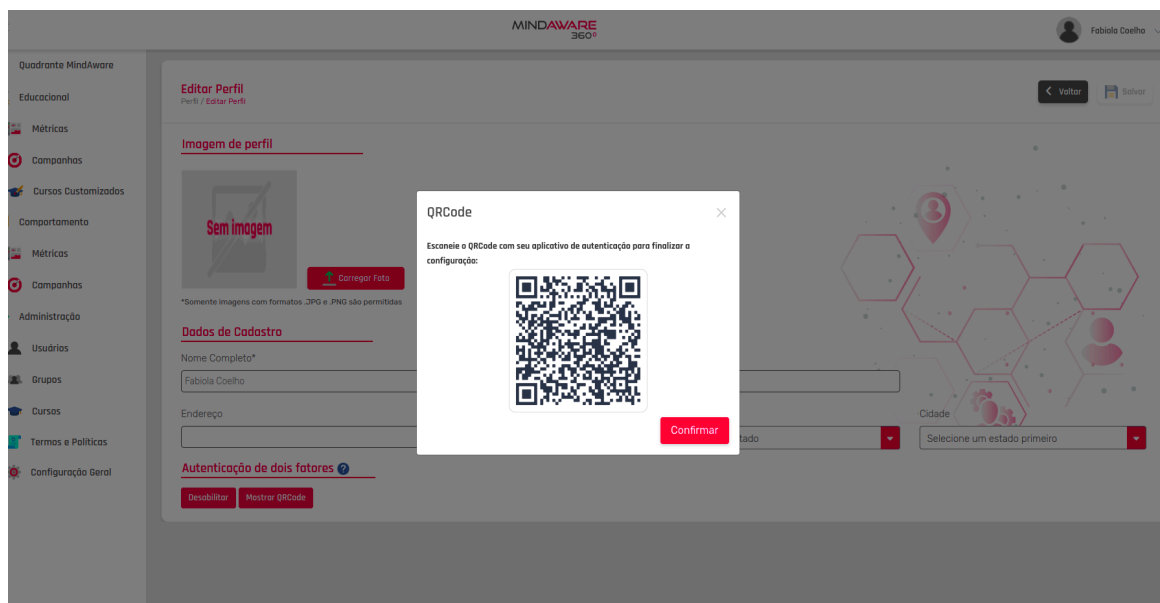 MINDAWARE
360º
Fabiola Coelho
Quadrante MindAware
Educacional
Métricas
Campanhas
Cursos Customizados
Comportamento
Métricas
Campanhas
Administração
Usuários
Grupos
Cursos
Termos e Políticas
Configuração Geral
Editar Perfil
Perfil / Editar Perfil
Voltar
Salvar
Imagem de perfil
Sem imagem
Carregar Foto
*Somente imagens com formatos .JPG e .PNG são permitidas
Dados de Cadastro
Nome Completo*
Fabiola Coelho
Endereço
tado
Cidade
Selecione um estado primeiro
Autenticação de dois fatores ?
Desabilitar
Mostrar QRCode
QRCode
Escaneie o QRCode com seu aplicativo de autenticação para finalizar a
configuração:
Confirmar